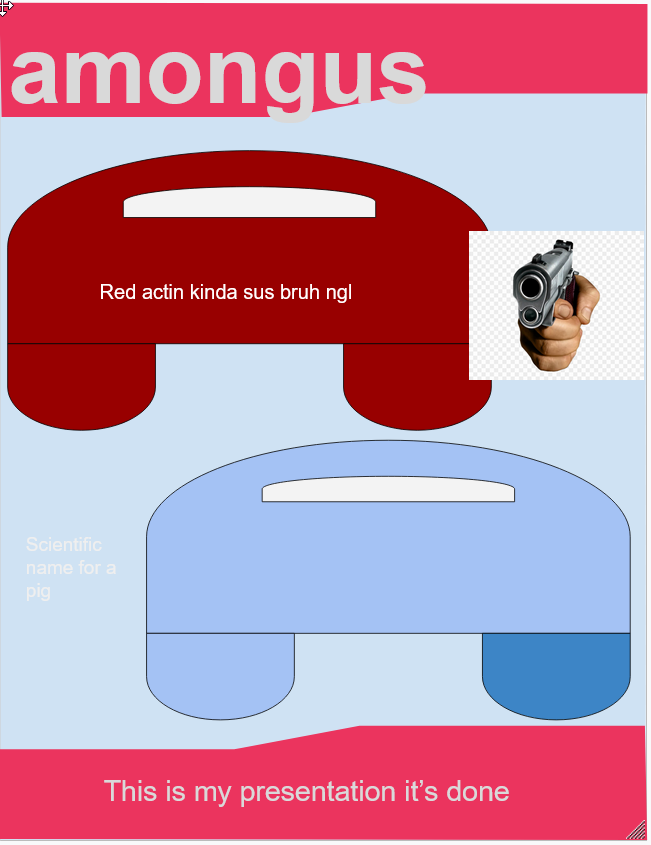 amongus
Red actin kinda sus bruh ngl
Scientific
name for a
pig
This is my presentation it’s done